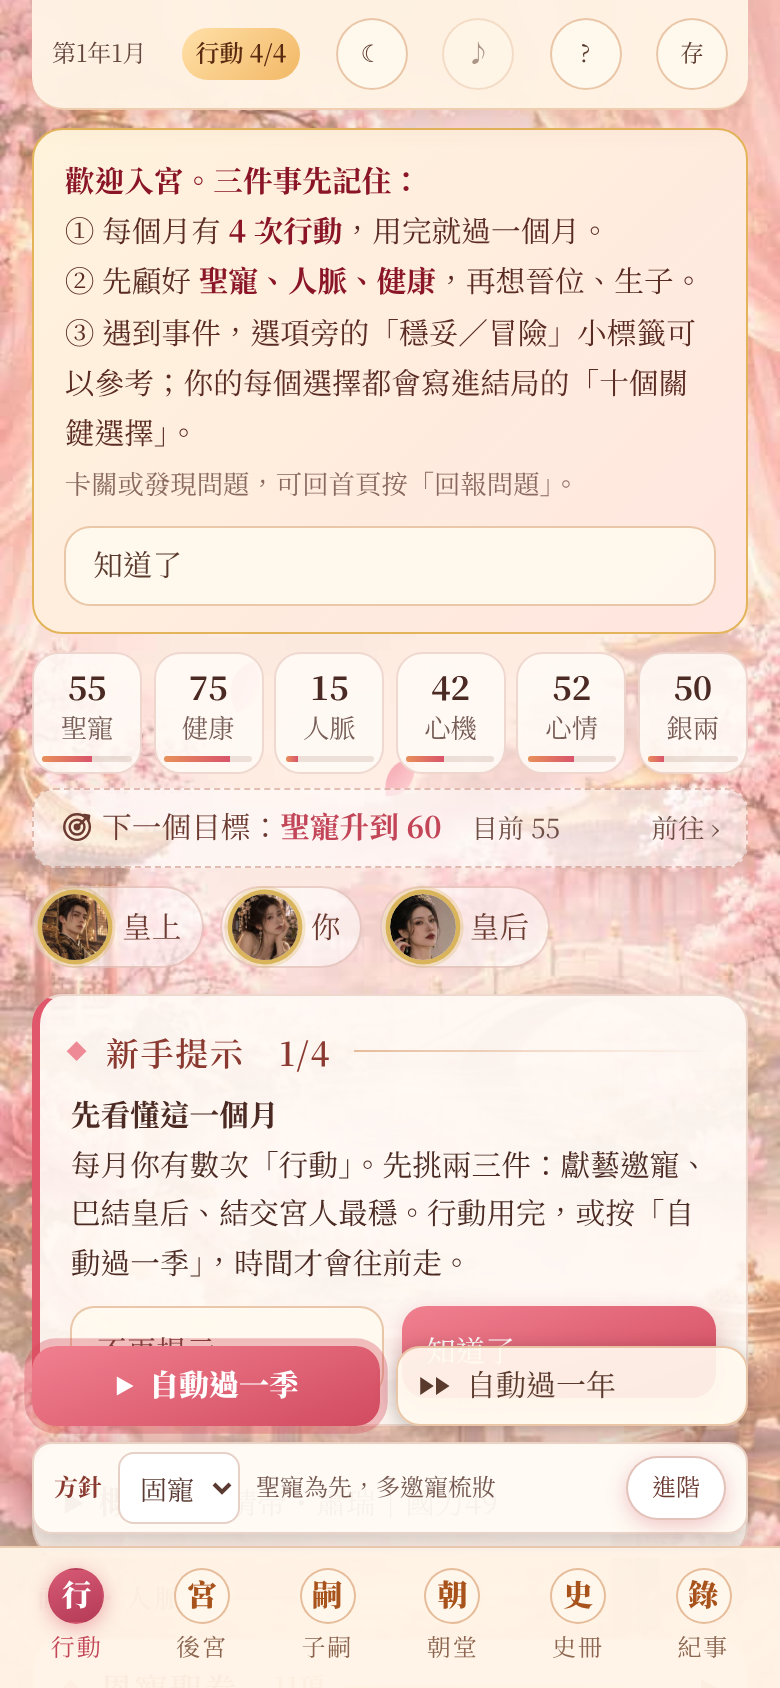 第1年1月
行動 4/4
☾
♪
?
存
歡迎入宮。三件事先記住：
① 每個月有 4 次行動，用完就過一個月。
② 先顧好 聖寵、人脈、健康，再想晉位、生子。
③ 遇到事件，選項旁的「穩妥／冒險」小標籤可
以參考；你的每個選擇都會寫進結局的「十個關
鍵選擇」。
卡關或發現問題，可回首頁按「回報問題」。
知道了
55 75 15 42 52 50
聖寵 健康 人脈 心機 心情 銀兩
下一個目標：聖寵升到 60 目前 55 前往 ›
皇上 你 皇后
新手提示 1/4
先看懂這一個月
每月你有數次「行動」。先挑兩三件：獻藝邀寵、
巴結皇后、結交宮人最穩。行動用完，或按「自
動過一季」，時間才會往前走。
不再提示 知道了
▶ 自動過一季 ▶▶ 自動過一年
方針 固寵 聖寵為先，多邀寵梳妝 進階
行 宮 嗣 朝 史 錄
行動 後宮 子嗣 朝堂 史冊 紀事